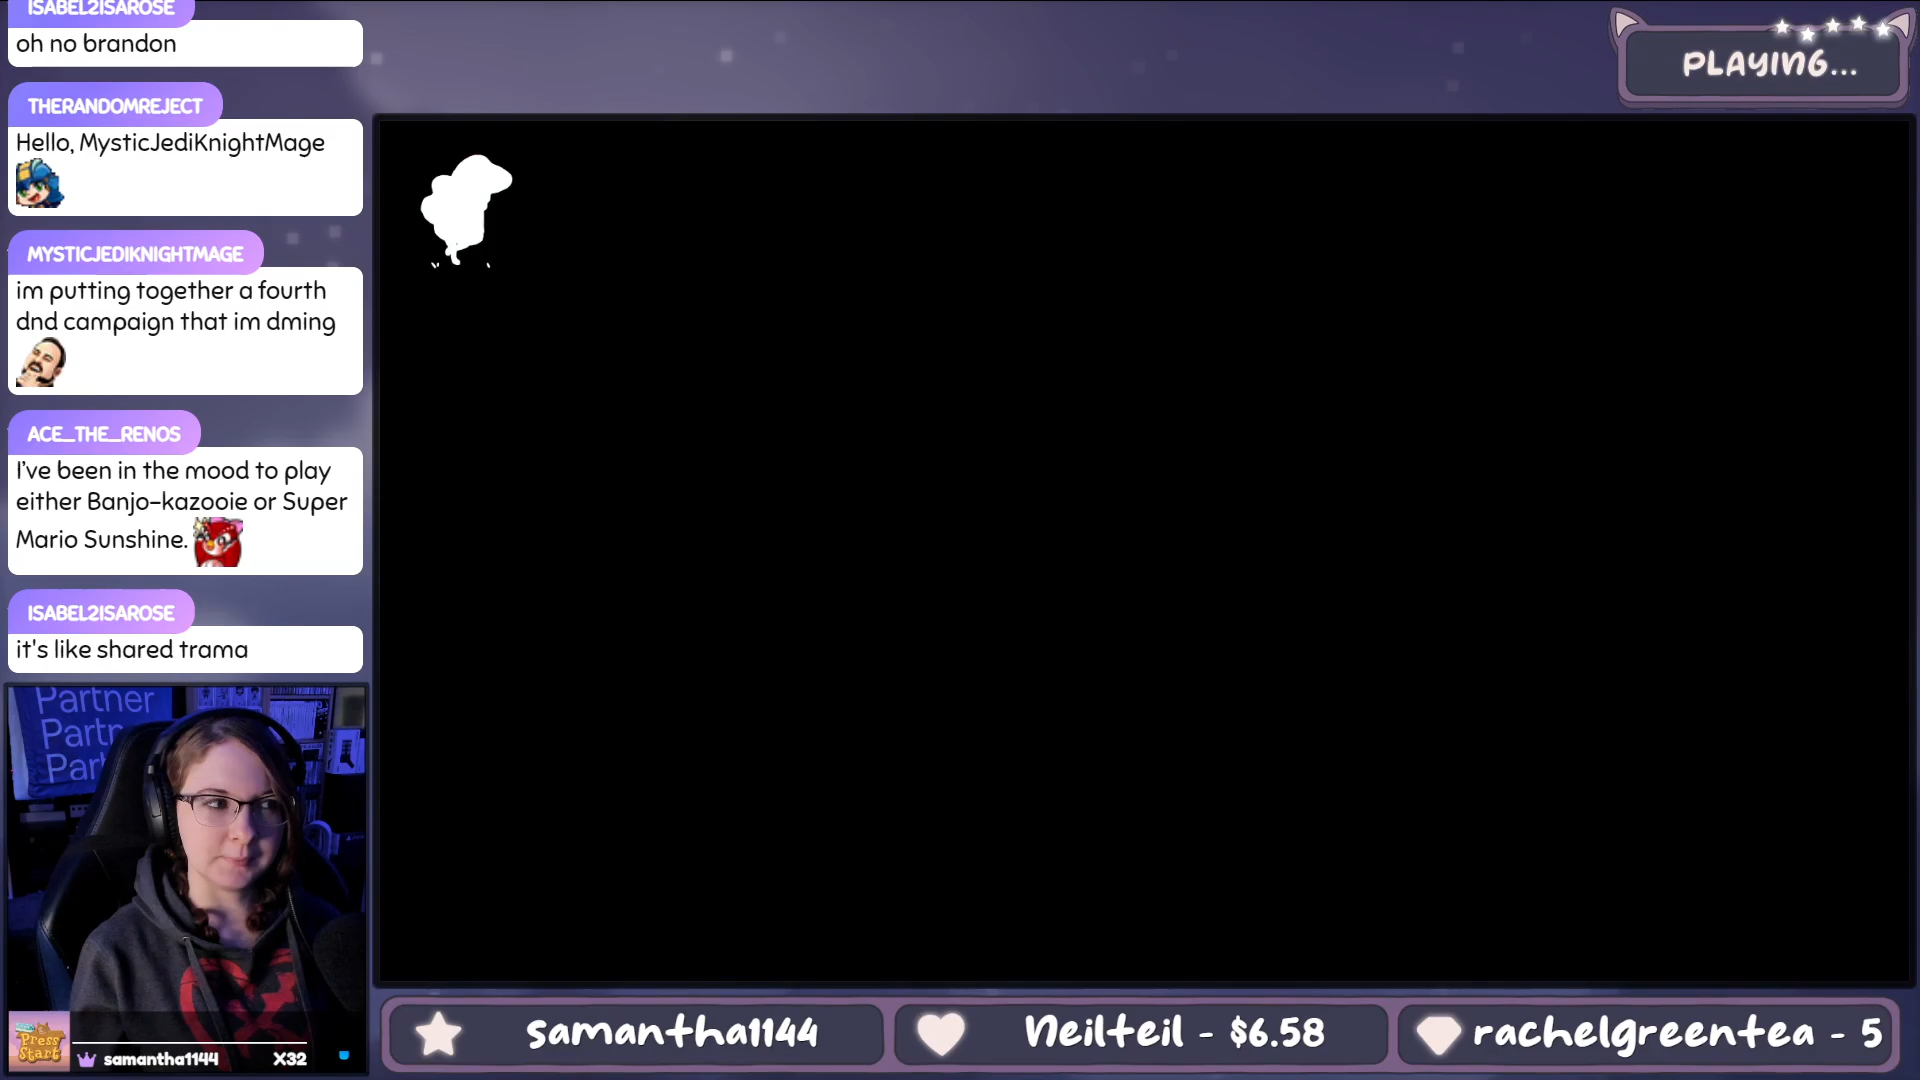 ISABEL2ISAROSE
oh no brandon
THERANDOMREJECT
Hello, MysticJediKnightMage
MYSTICJEDIKNIGHTMAGE
im putting together a fourth
dnd campaign that im dming
ACE_THE_RENOS
I've been in the mood to play
either Banjo-kazooie or Super
Mario Sunshine.
ISABEL2ISAROSE
it's like shared trama
PLAYING...
Partner
Partn
Part
Press
Start
samantha1144 X32
samantha1144
Neilteil - $6.58
rachelgreentea - 5